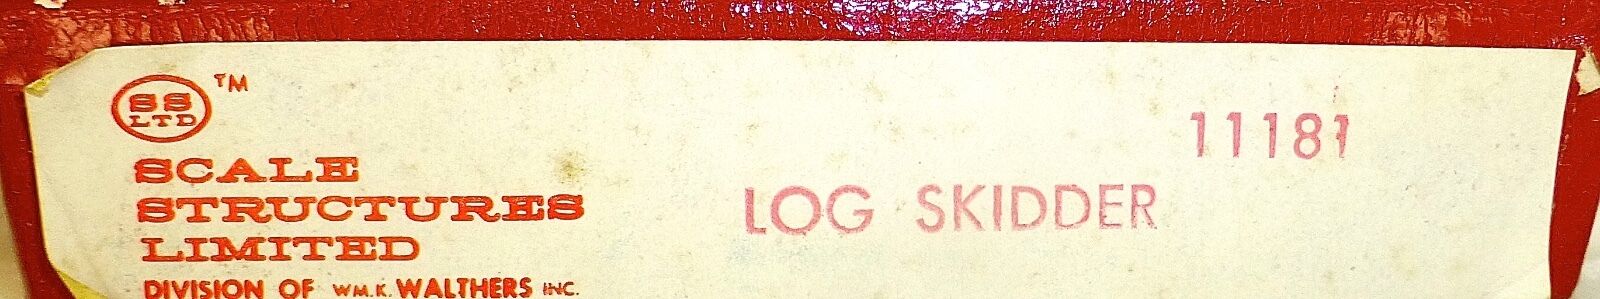 SS
LTD
TM
SCALE
STRUCTURES
LIMITED
DIVISION OF WM.K. WALTHERS INC.
11181
LOG SKIDDER